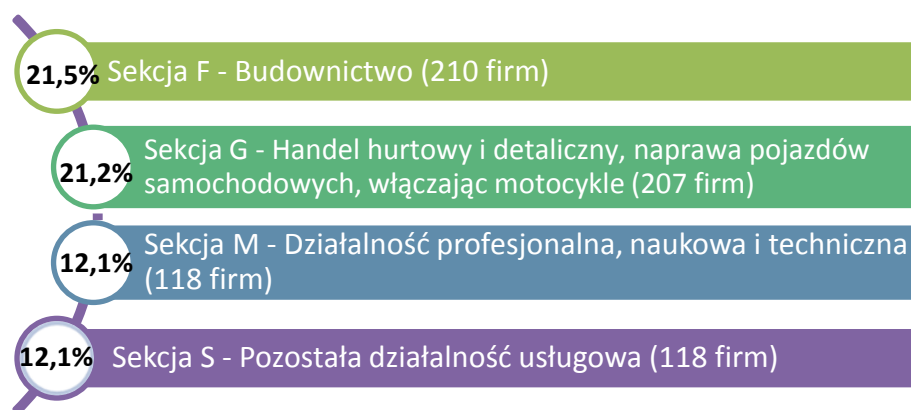 21,5% Sekcja F - Budownictwo (210 firm)
21,2% Sekcja G - Handel hurtowy i detaliczny, naprawa pojazdów
samochodowych, włączając motocykle (207 firm)
12,1% Sekcja M - Działalność profesjonalna, naukowa i techniczna
(118 firm)
12,1% Sekcja S - Pozostała działalność usługowa (118 firm)